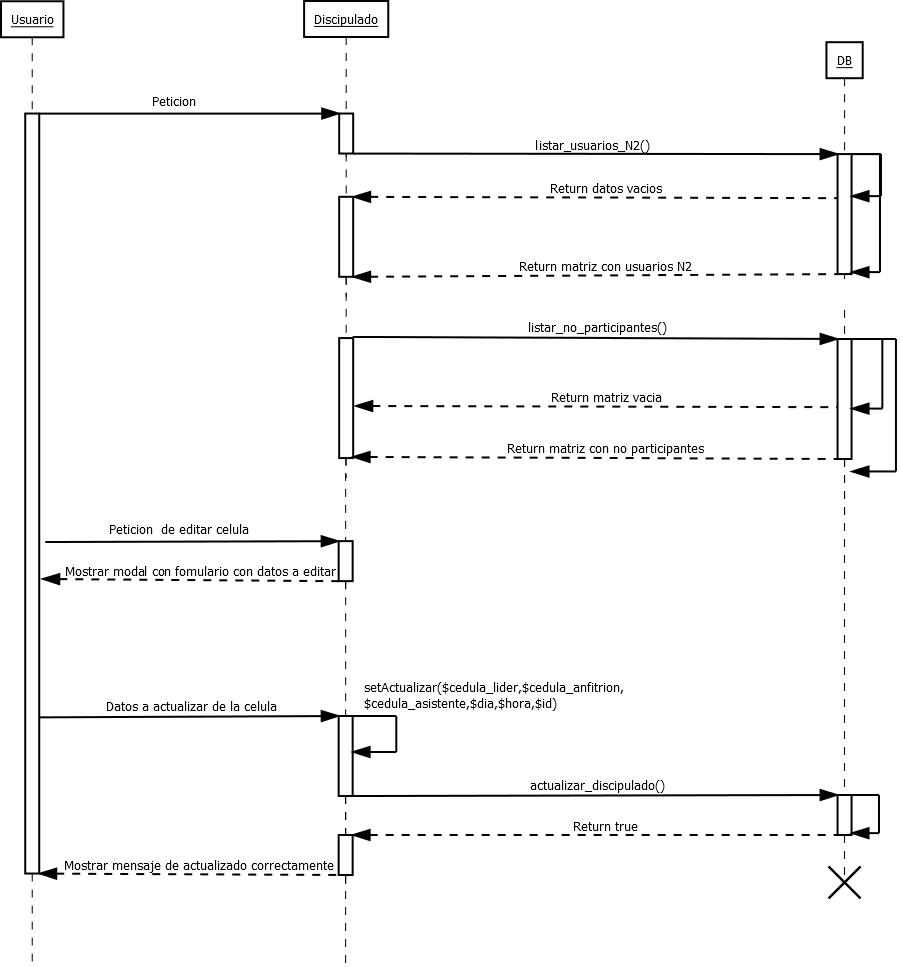 Usuario
Discipulado
DB
Peticion
listar_usuarios_N2()
Return datos vacios
Return matriz con usuarios N2
listar_no_participantes()
Return matriz vacia
Return matriz con no participantes
Peticion de editar celula
Mostrar modal con fomulario con datos a editar
setActualizar($cedula_lider,$cedula_anfitrion,
$cedula_asistente,$dia,$hora,$id)
Datos a actualizar de la celula
actualizar_discipulado()
Return true
Mostrar mensaje de actualizado correctamente